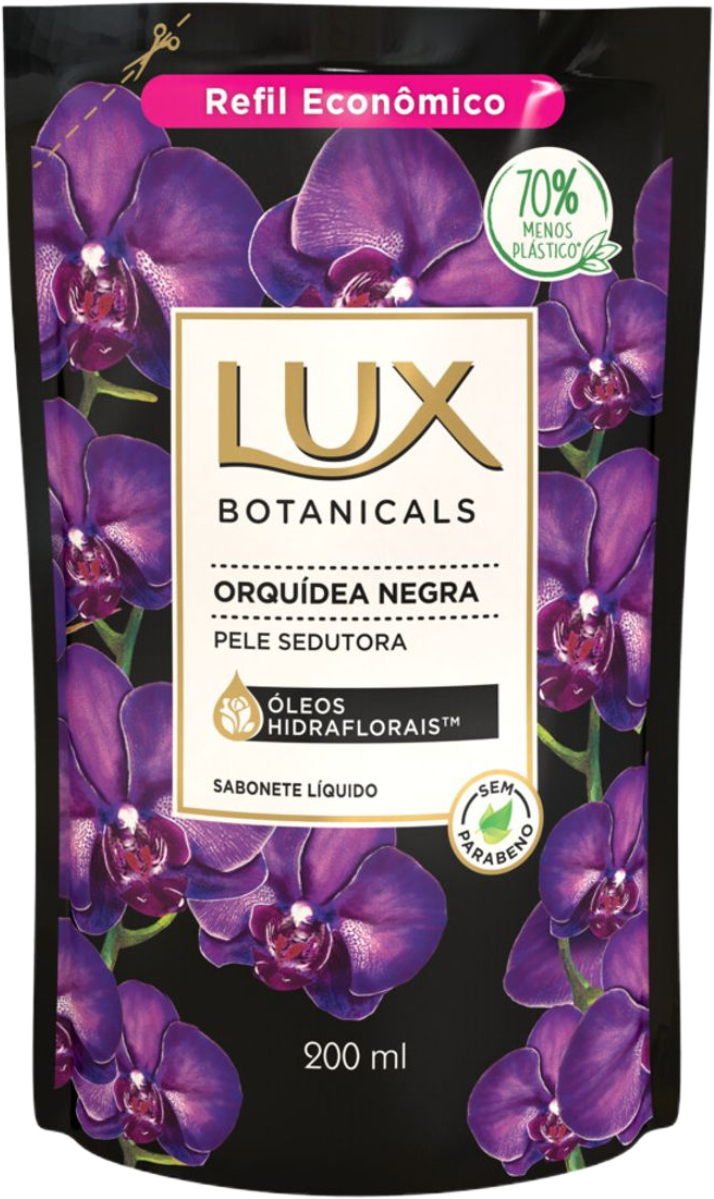 Refil Econômico
70%
MENOS
PLÁSTICO*
LUX
BOTANICALS
ORQUÍDEA NEGRA
PELE SEDUTORA
ÓLEOS
HIDRAFLORAIS™
SABONETE LÍQUIDO
SEM
PARABENO
200 ml